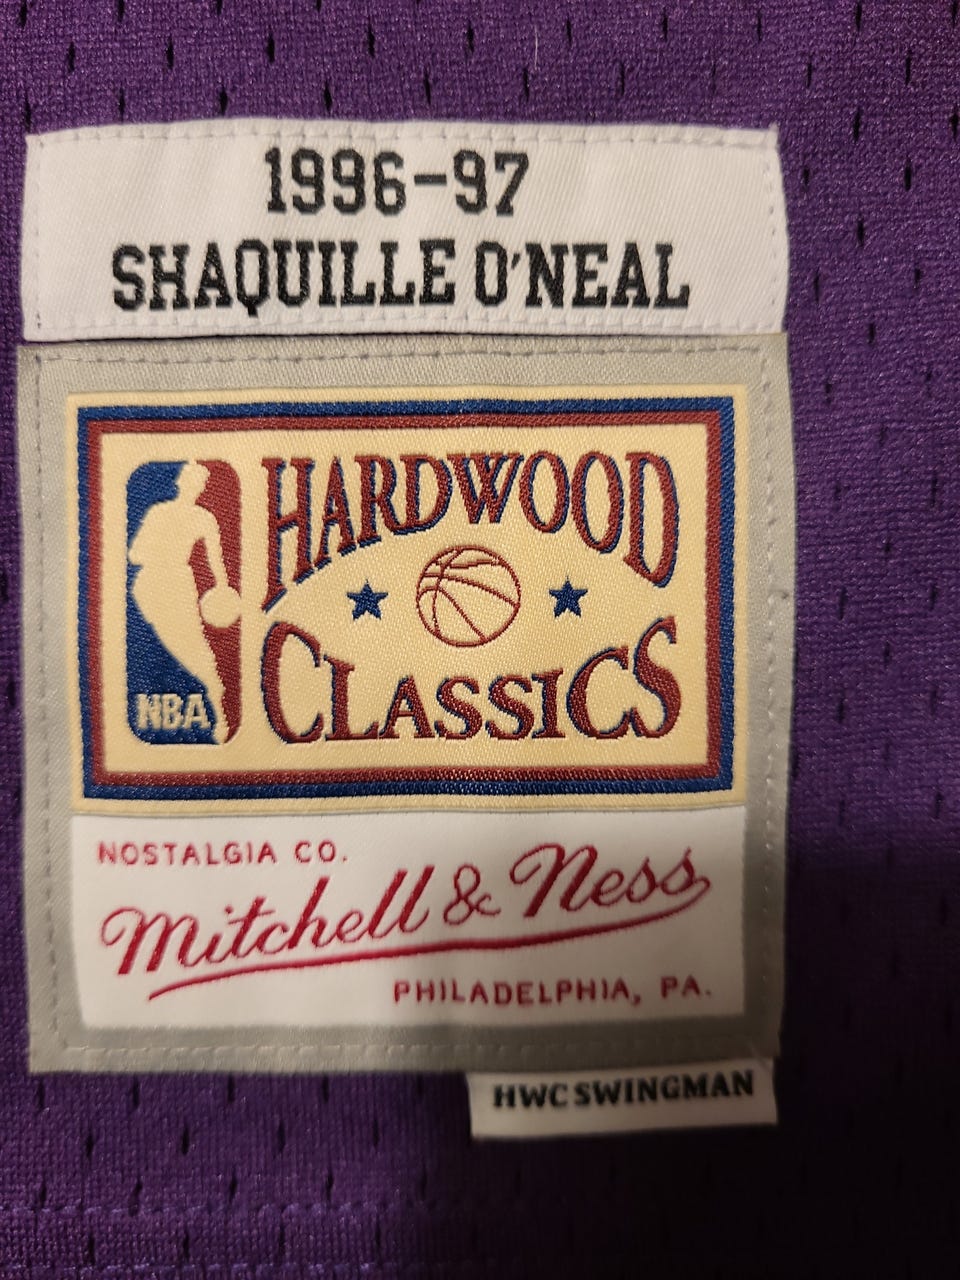 1996-97
SHAQUILLE O'NEAL
HARDWOOD
CLASSICS
NBA
NOSTALGIA CO.
Mitchell & Ness
PHILADELPHIA, PA.
HWC SWINGMAN